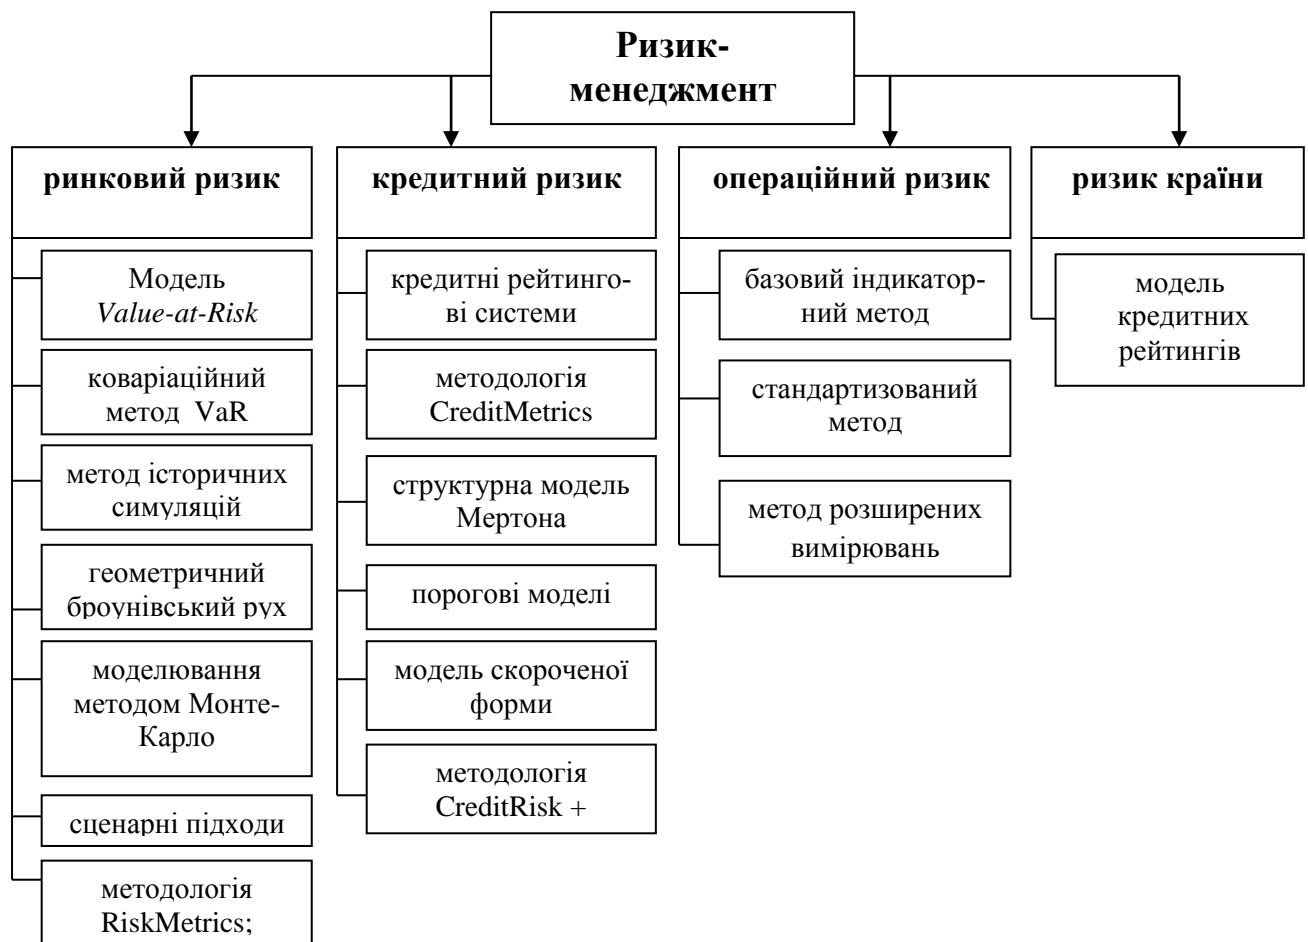 Ризик-
менеджмент
ринковий ризик
Модель
Value-at-Risk
коваріаційний
метод VaR
метод історичних
симуляцій
геометричний
броунівський рух
моделювання
методом Монте-
Карло
сценарні підходи
методологія
RiskMetrics;
кредитний ризик
кредитні рейтинго-
ві системи
методологія
CreditMetrics
структурна модель
Мертона
порогові моделі
модель скороченої
форми
методологія
CreditRisk +
операційний ризик
базовий індикатор-
ний метод
стандартизований
метод
метод розширених
вимірювань
ризик країни
модель
кредитних
рейтингів